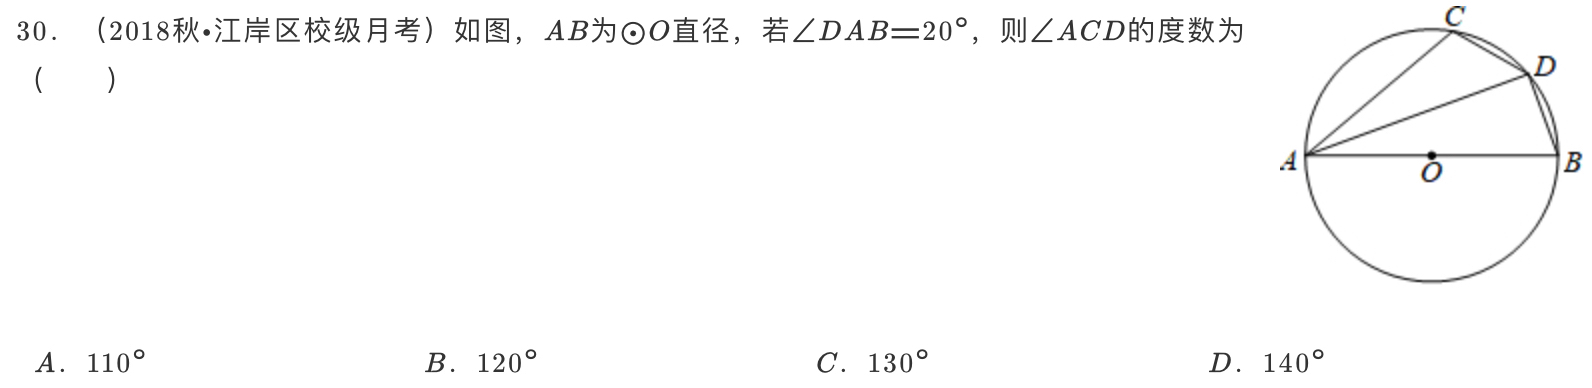 30. （2018秋•江岸区校级月考）如图，AB为⊙O直径，若∠DAB＝20°，则∠ACD的度数为
（　　）
C
D
A
O
B
A. 110° B. 120° C. 130° D. 140°